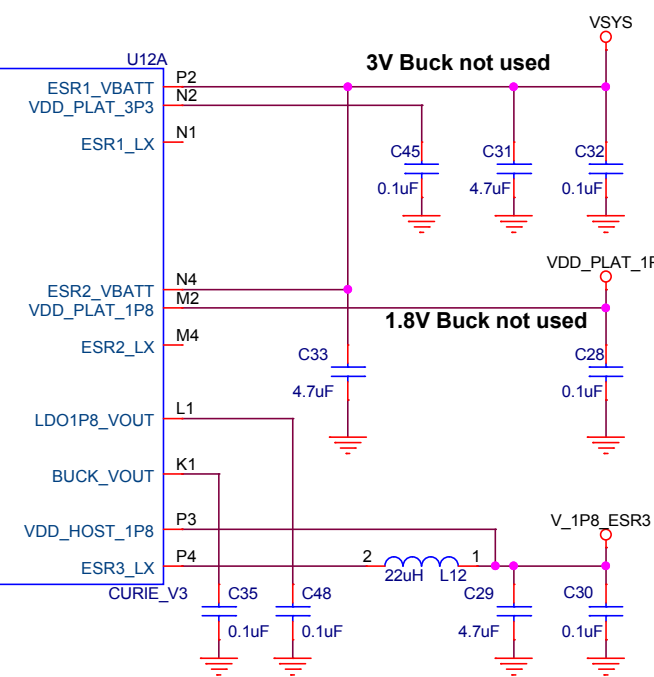 VSYS
U12A
3V Buck not used
ESR1_VBATT P2
VDD_PLAT_3P3 N2
ESR1_LX N1
C45 C31 C32
0.1uF 4.7uF 0.1uF
VDD_PLAT_1P
ESR2_VBATT N4
VDD_PLAT_1P8 M2
1.8V Buck not used
ESR2_LX M4
C33 C28
4.7uF 0.1uF
LDO1P8_VOUT L1
BUCK_VOUT K1
VDD_HOST_1P8 P3
V_1P8_ESR3
ESR3_LX P4 2 1
22uH L12
CURIE_V3 C35 C48 C29 C30
0.1uF 0.1uF 4.7uF 0.1uF